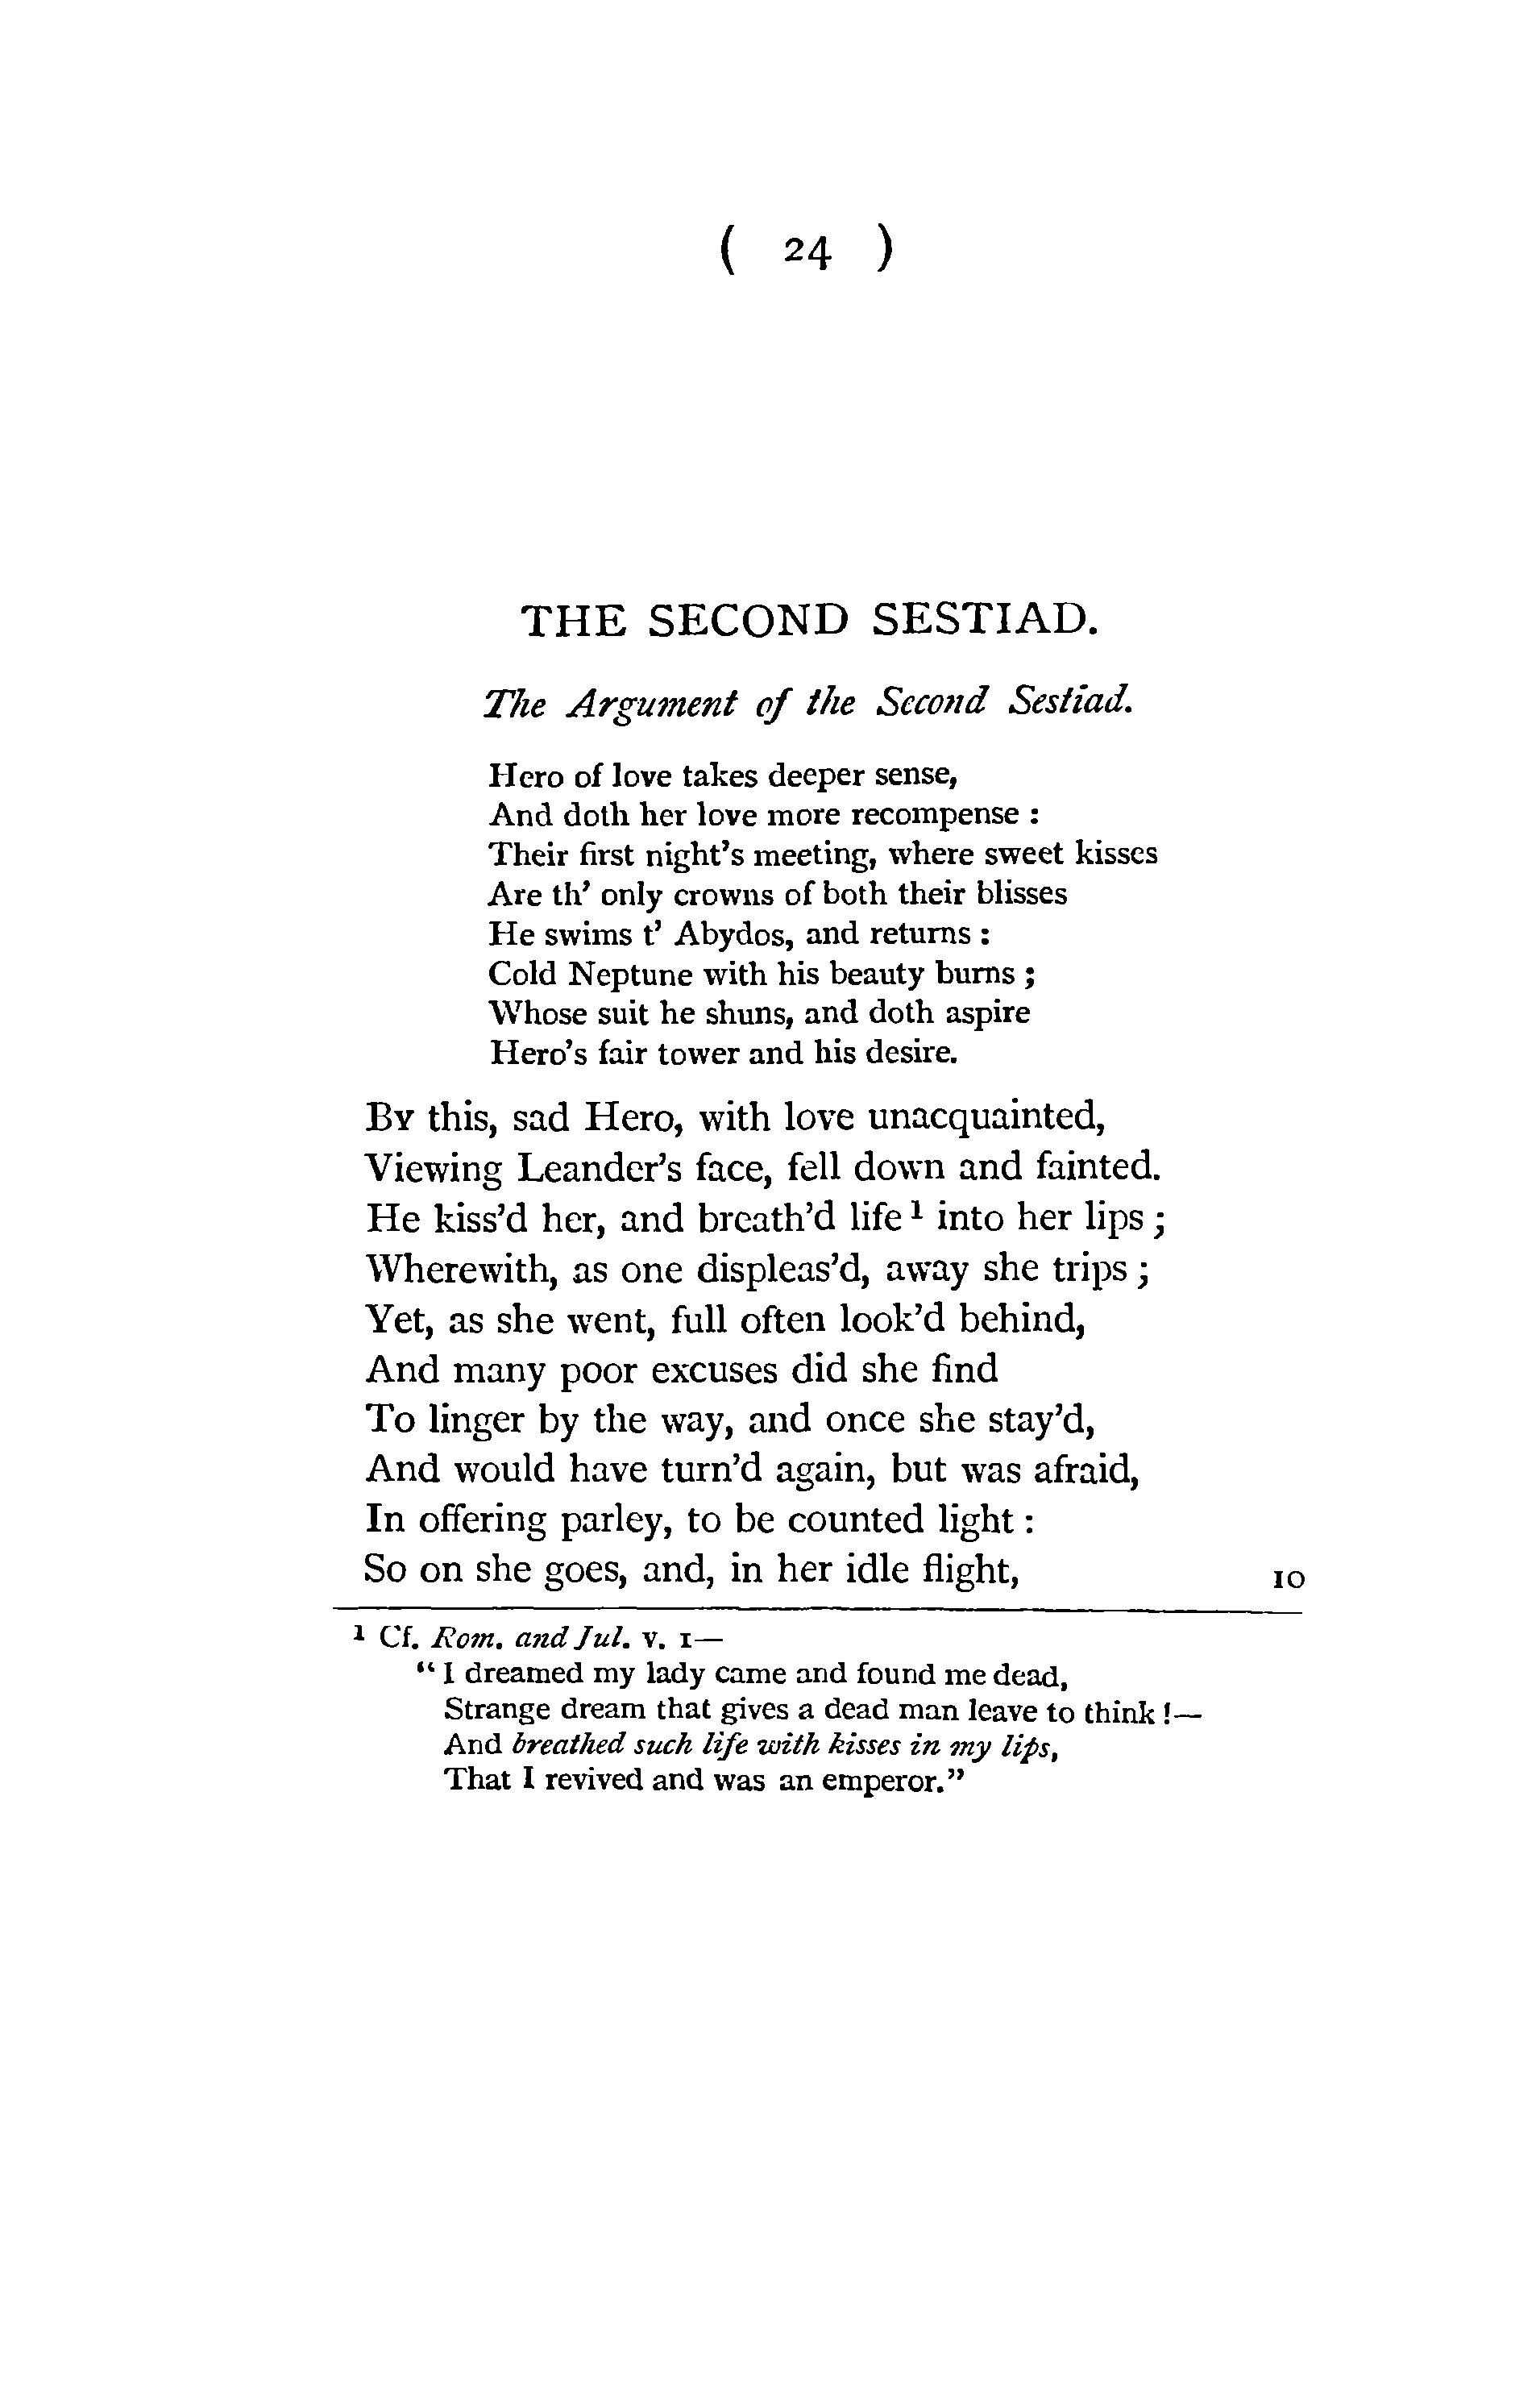 ( 24 )
THE SECOND SESTIAD.
The Argument of the Second Sestiad.
Hero of love takes deeper sense,
And doth her love more recompense :
Their first night's meeting, where sweet kisses
Are th' only crowns of both their blisses
He swims t' Abydos, and returns :
Cold Neptune with his beauty burns ;
Whose suit he shuns, and doth aspire
Hero's fair tower and his desire.
By this, sad Hero, with love unacquainted,
Viewing Leander's face, fell down and fainted.
He kiss'd her, and breath'd life¹ into her lips ;
Wherewith, as one displeas'd, away she trips ;
Yet, as she went, full often look'd behind,
And many poor excuses did she find
To linger by the way, and once she stay'd,
And would have turn'd again, but was afraid,
In offering parley, to be counted light :
So on she goes, and, in her idle flight, 10
¹ Cf. Rom. and Jul. v. 1—
"I dreamed my lady came and found me dead,
Strange dream that gives a dead man leave to think !—
And breathed such life with kisses in my lips,
That I revived and was an emperor."